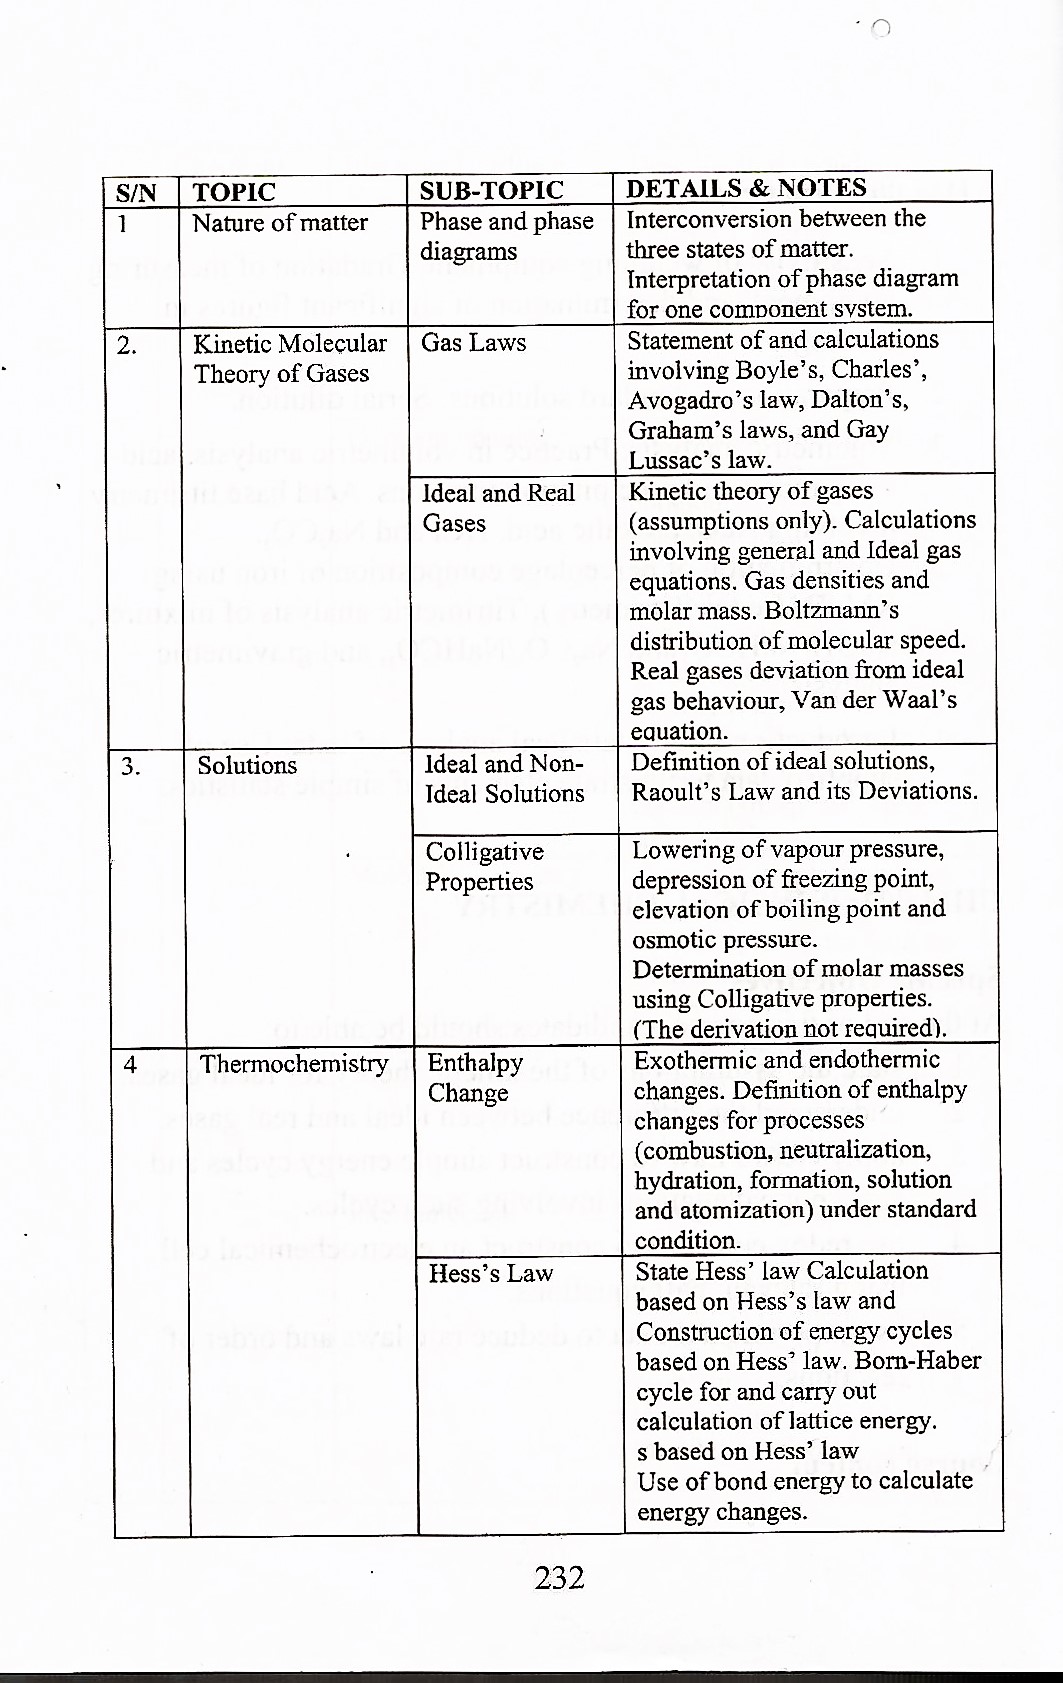 S/N TOPIC SUB-TOPIC DETAILS & NOTES
1 Nature of matter Phase and phase Interconversion between the
diagrams three states of matter.
Interpretation of phase diagram
for one component system.
2. Kinetic Molecular Gas Laws Statement of and calculations
Theory of Gases involving Boyle's, Charles',
Avogadro's law, Dalton's,
Graham's laws, and Gay
Lussac's law.
Ideal and Real Kinetic theory of gases
Gases (assumptions only). Calculations
involving general and Ideal gas
equations. Gas densities and
molar mass. Boltzmann's
distribution of molecular speed.
Real gases deviation from ideal
gas behaviour, Van der Waal's
equation.
3. Solutions Ideal and Non- Definition of ideal solutions,
Ideal Solutions Raoult's Law and its Deviations.
Colligative Lowering of vapour pressure,
Properties depression of freezing point,
elevation of boiling point and
osmotic pressure.
Determination of molar masses
using Colligative properties.
(The derivation not required).
4 Thermochemistry Enthalpy Exothermic and endothermic
Change changes. Definition of enthalpy
changes for processes
(combustion, neutralization,
hydration, formation, solution
and atomization) under standard
condition.
Hess's Law State Hess' law Calculation
based on Hess's law and
Construction of energy cycles
based on Hess' law. Born-Haber
cycle for and carry out
calculation of lattice energy.
s based on Hess' law
Use of bond energy to calculate
energy changes.
232